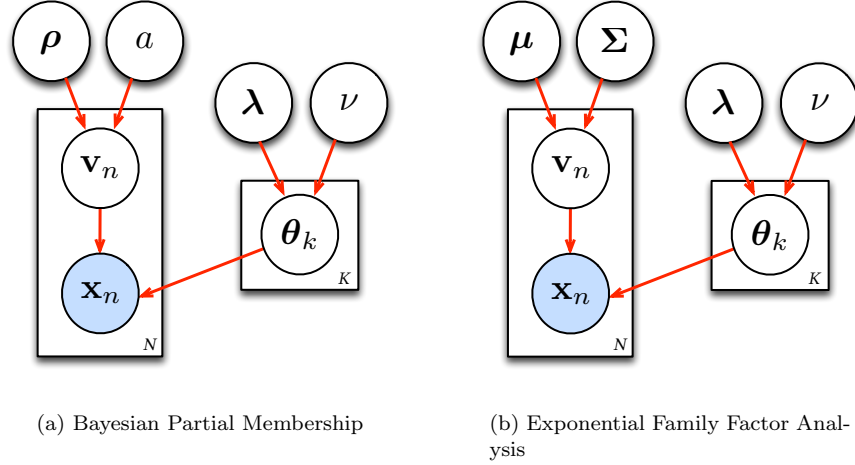 ρ a
λ ν
v_n
θ_k
x_n
K
N
(a) Bayesian Partial Membership
μ Σ
λ ν
v_n
θ_k
x_n
K
N
(b) Exponential Family Factor Anal-
ysis